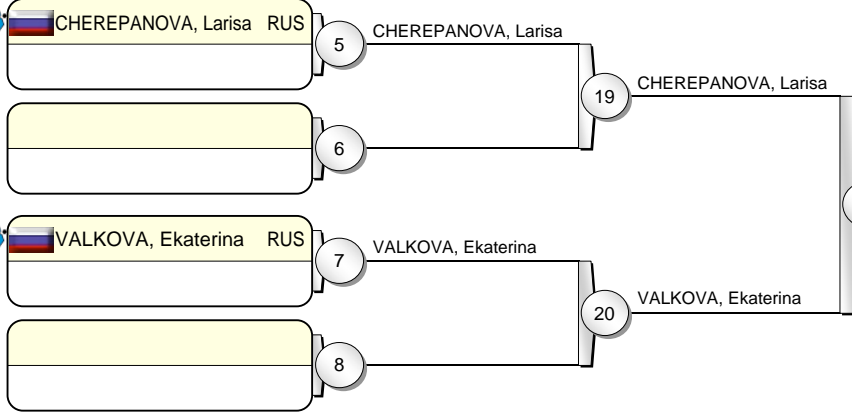 CHEREPANOVA, Larisa RUS
5
CHEREPANOVA, Larisa
19
CHEREPANOVA, Larisa
6
VALKOVA, Ekaterina RUS
7
VALKOVA, Ekaterina
20
VALKOVA, Ekaterina
8